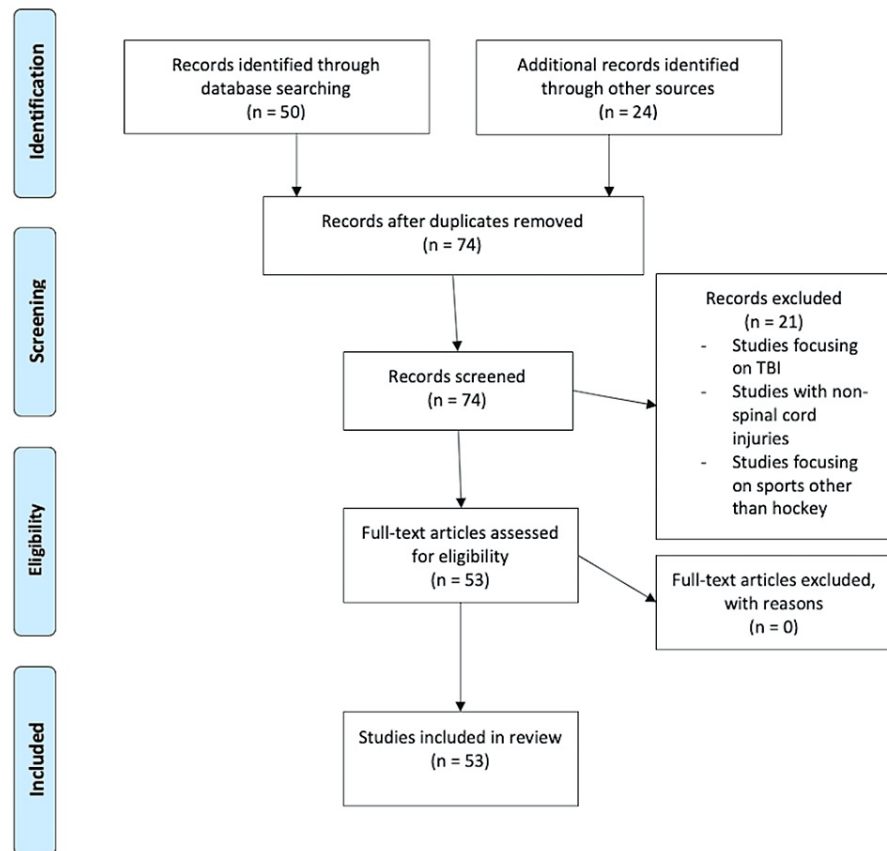 Identification
Records identified through
database searching
(n = 50)
Additional records identified
through other sources
(n = 24)
Records after duplicates removed
(n = 74)
Screening
Records screened
(n = 74)
Records excluded
(n = 21)
- Studies focusing
on TBI
- Studies with non-
spinal cord
injuries
- Studies focusing
on sports other
than hockey
Eligibility
Full-text articles assessed
for eligibility
(n = 53)
Full-text articles excluded,
with reasons
(n = 0)
Included
Studies included in review
(n = 53)